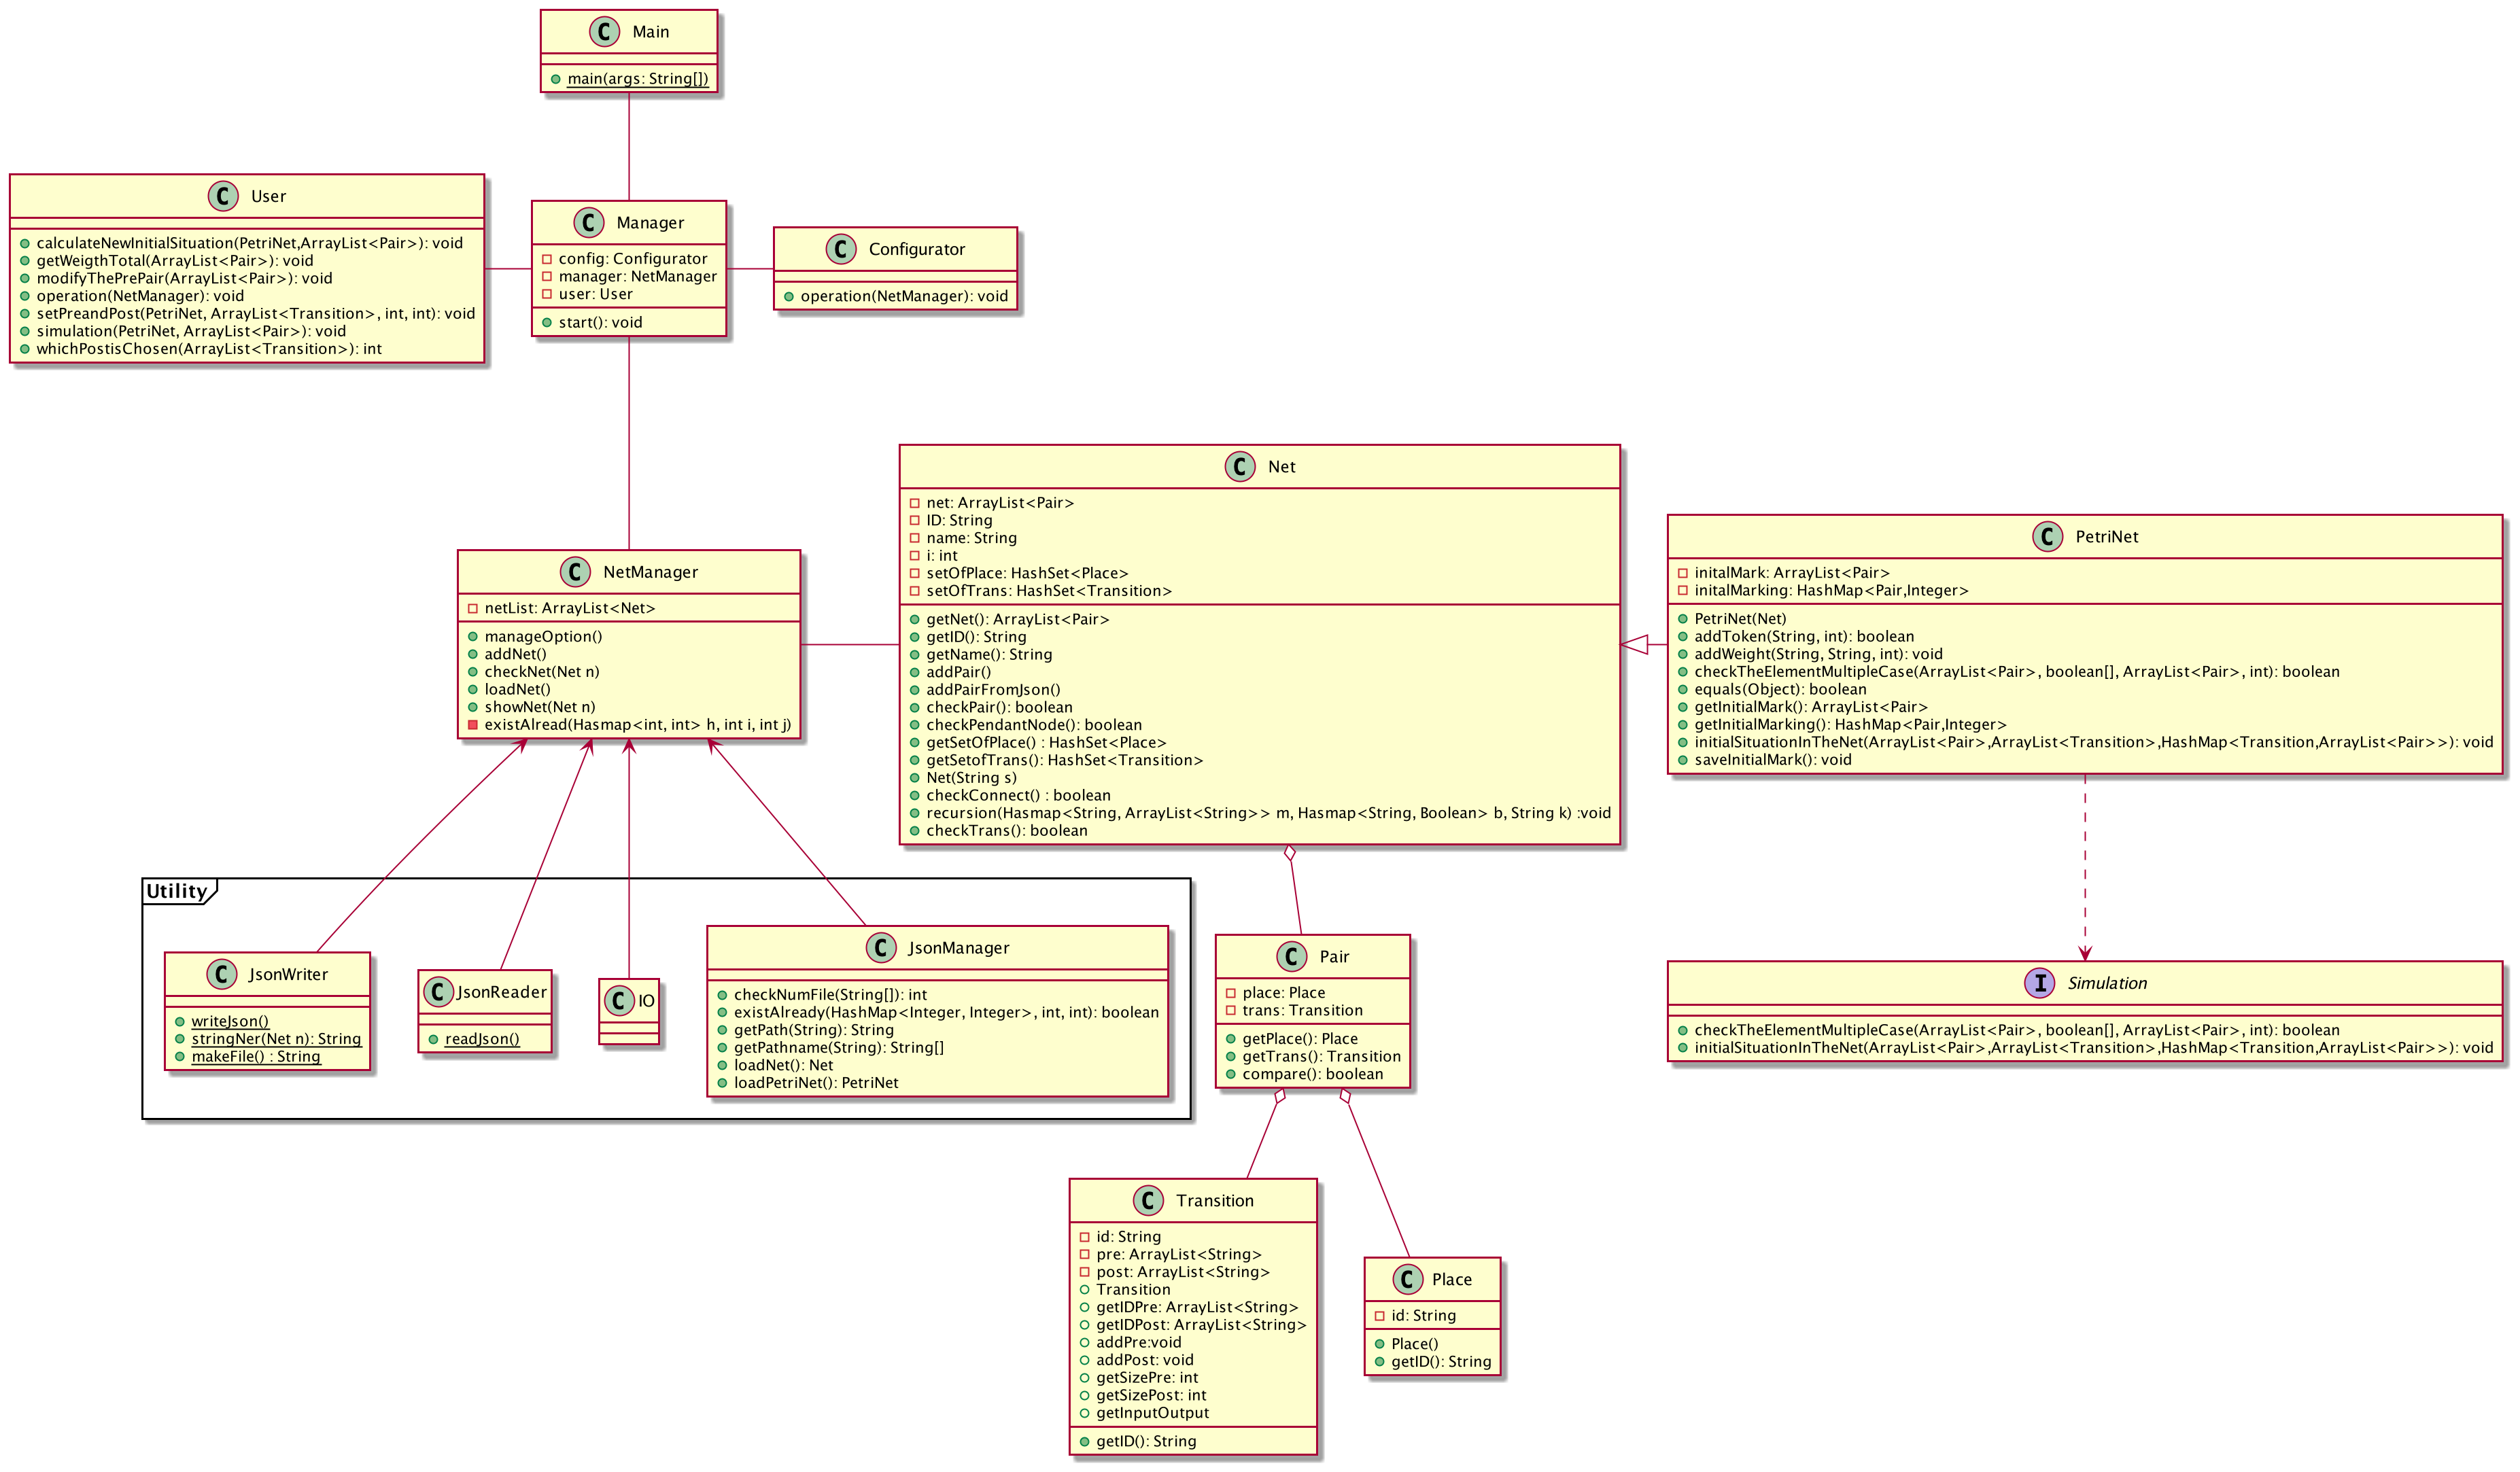 C Main
main(args: String[])
C User
calculateNewInitialSituation(PetriNet,ArrayList<Pair>): void
getWeigthTotal(ArrayList<Pair>): void
modifyThePrePair(ArrayList<Pair>): void
operation(NetManager): void
setPreandPost(PetriNet, ArrayList<Transition>, int, int): void
simulation(PetriNet, ArrayList<Pair>): void
whichPostisChosen(ArrayList<Transition>): int
C Manager
config: Configurator
manager: NetManager
user: User
start(): void
C Configurator
operation(NetManager): void
C NetManager
netList: ArrayList<Net>
manageOption()
addNet()
checkNet(Net n)
loadNet()
showNet(Net n)
existAlread(Hasmap<int, int> h, int i, int j)
C Net
net: ArrayList<Pair>
ID: String
name: String
i: int
setOfPlace: HashSet<Place>
setOfTrans: HashSet<Transition>
getNet(): ArrayList<Pair>
getID(): String
getName(): String
addPair()
addPairFromJson()
checkPair(): boolean
checkPendantNode(): boolean
getSetOfPlace() : HashSet<Place>
getSetofTrans(): HashSet<Transition>
Net(String s)
checkConnect() : boolean
recursion(Hasmap<String, ArrayList<String>> m, Hasmap<String, Boolean> b, String k) :void
checkTrans(): boolean
C PetriNet
initalMark: ArrayList<Pair>
initalMarking: HashMap<Pair,Integer>
PetriNet(Net)
addToken(String, int): boolean
addWeight(String, String, int): void
checkTheElementMultipleCase(ArrayList<Pair>, boolean[], ArrayList<Pair>, int): boolean
equals(Object): boolean
getInitialMark(): ArrayList<Pair>
getInitialMarking(): HashMap<Pair,Integer>
initialSituationInTheNet(ArrayList<Pair>,ArrayList<Transition>,HashMap<Transition,ArrayList<Pair>>): void
saveInitialMark(): void
Utility
C JsonWriter
writeJson()
stringNer(Net n): String
makeFile() : String
C JsonReader
readJson()
C IO
C JsonManager
checkNumFile(String[]): int
existAlready(HashMap<Integer, Integer>, int, int): boolean
getPath(String): String
getPathname(String): String[]
loadNet(): Net
loadPetriNet(): PetriNet
C Pair
place: Place
trans: Transition
getPlace(): Place
getTrans(): Transition
compare(): boolean
I Simulation
checkTheElementMultipleCase(ArrayList<Pair>, boolean[], ArrayList<Pair>, int): boolean
initialSituationInTheNet(ArrayList<Pair>,ArrayList<Transition>,HashMap<Transition,ArrayList<Pair>>): void
C Transition
id: String
pre: ArrayList<String>
post: ArrayList<String>
Transition
getIDPre: ArrayList<String>
getIDPost: ArrayList<String>
addPre:void
addPost: void
getSizePre: int
getSizePost: int
getInputOutput
getID(): String
C Place
id: String
Place()
getID(): String